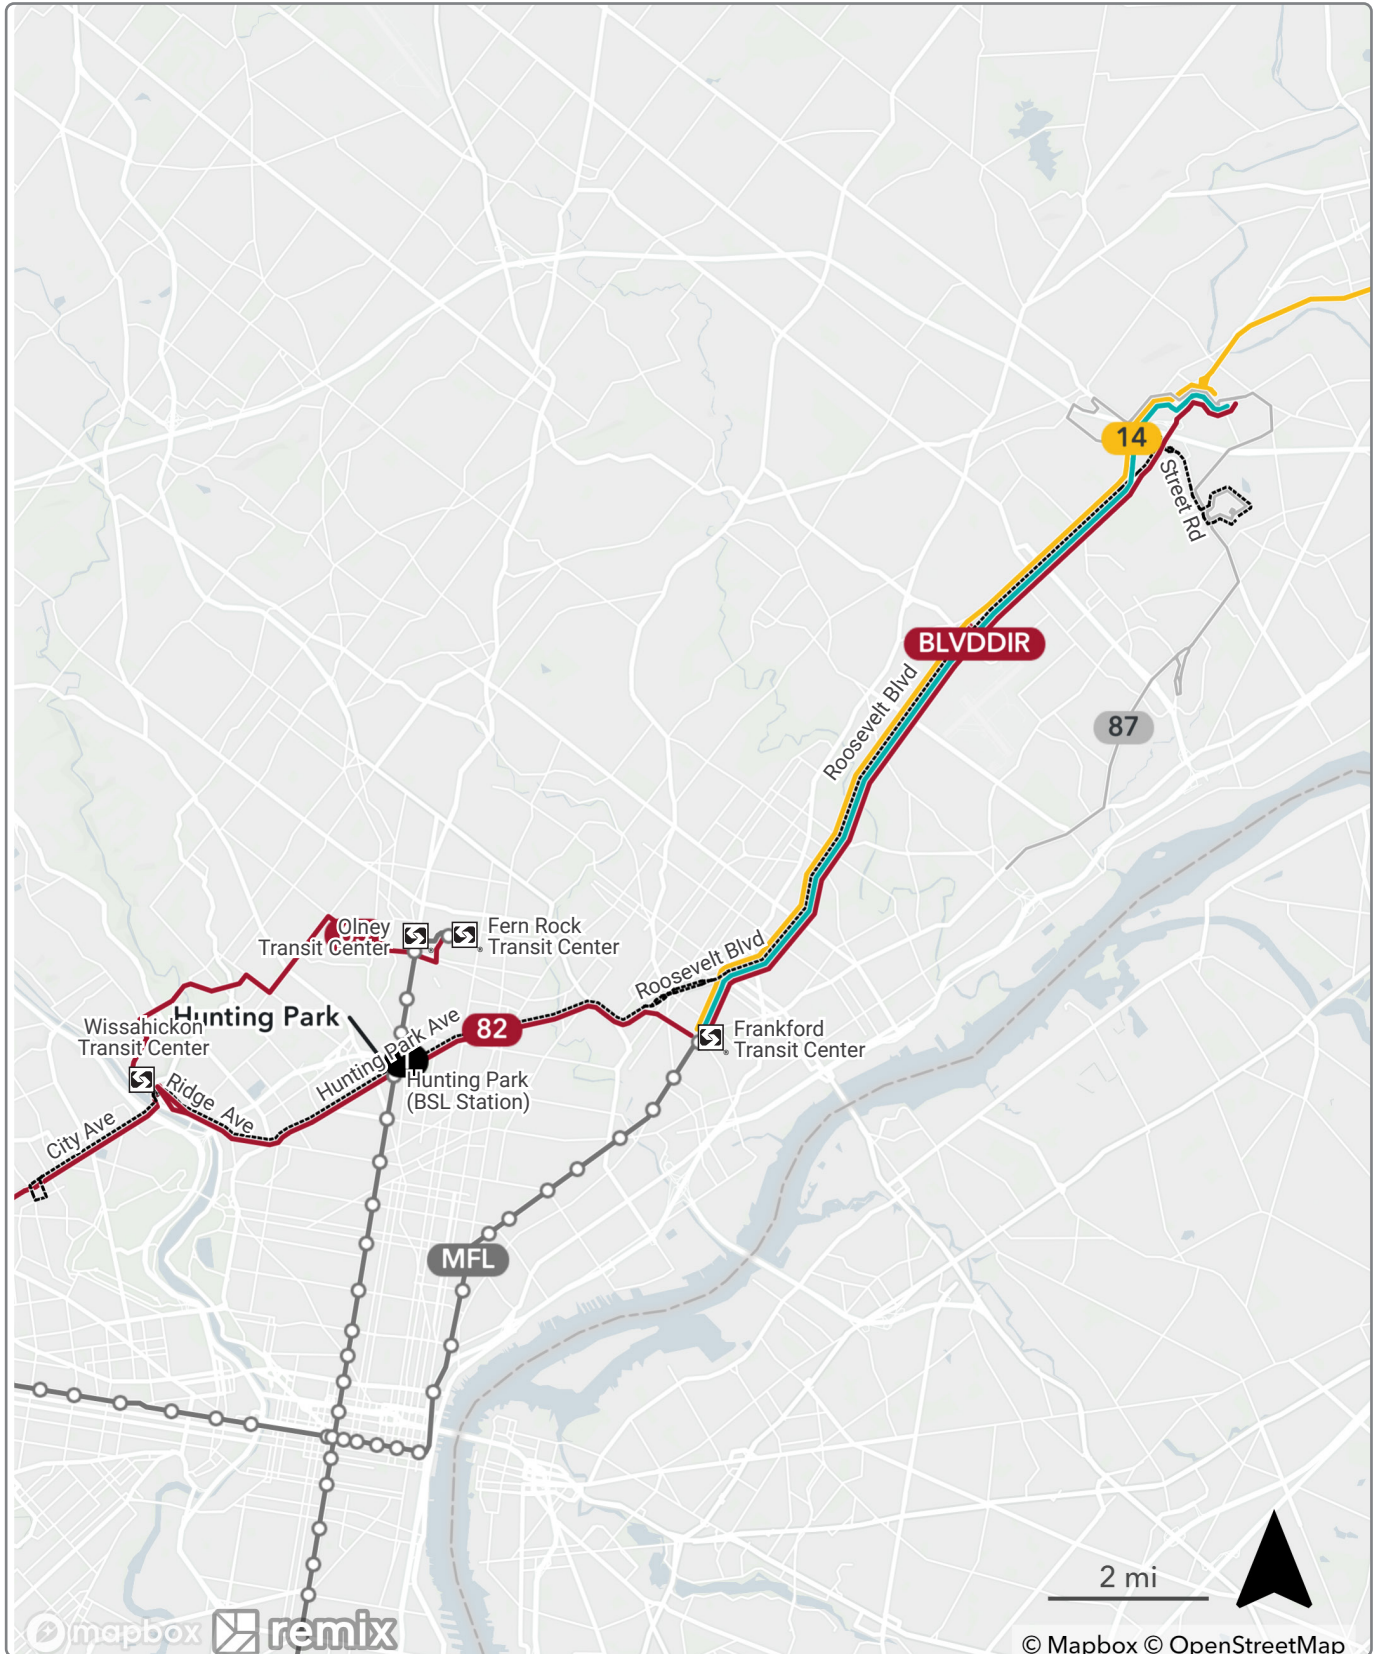 14
Street Rd
BLVDDIR
Roosevelt Blvd
87
Olney
Transit Center
Fern Rock
Transit Center
Roosevelt Blvd
Hunting Park
Wissahickon
Transit Center
Hunting Park Ave
82
Frankford
Transit Center
Hunting Park
(BSL Station)
Ridge Ave
City Ave
MFL
2 mi
mapbox
remix
© Mapbox © OpenStreetMap